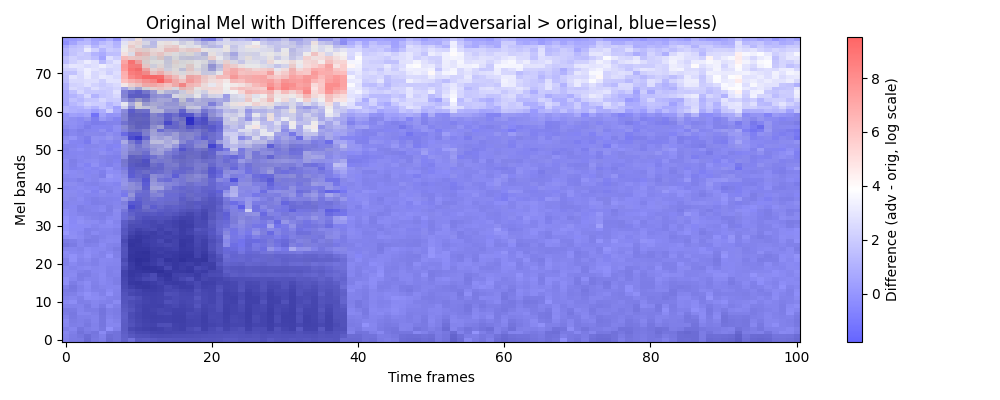 Original Mel with Differences (red=adversarial > original, blue=less)
70
60
50
40
30
20
10
0
Mel bands
0 20 40 60 80 100
Time frames
8
6
4
2
0
Difference (adv - orig, log scale)